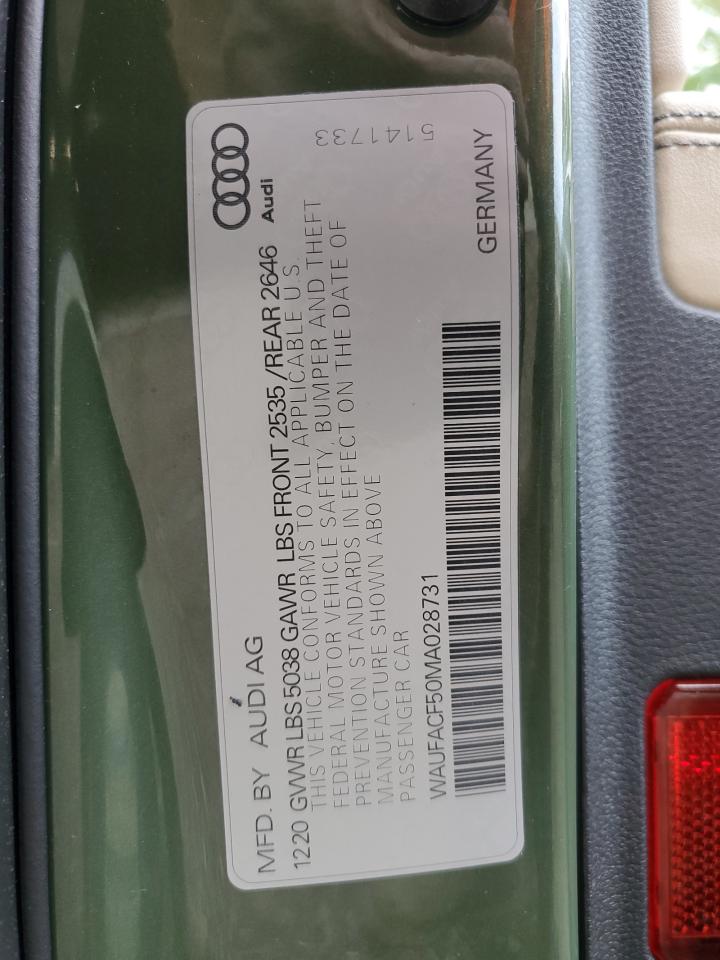 MFD. BY AUDI AG
Audi
1220 GVWR LBS 5038 GAWR LBS FRONT 2535 /REAR 2646
THIS VEHICLE CONFORMS TO ALL APPLICABLE U.S.
FEDERAL MOTOR VEHICLE SAFETY, BUMPER AND THEFT
PREVENTION STANDARDS IN EFFECT ON THE DATE OF
MANUFACTURE SHOWN ABOVE
PASSENGER CAR
5141733
WAUFACF50MA028731
GERMANY